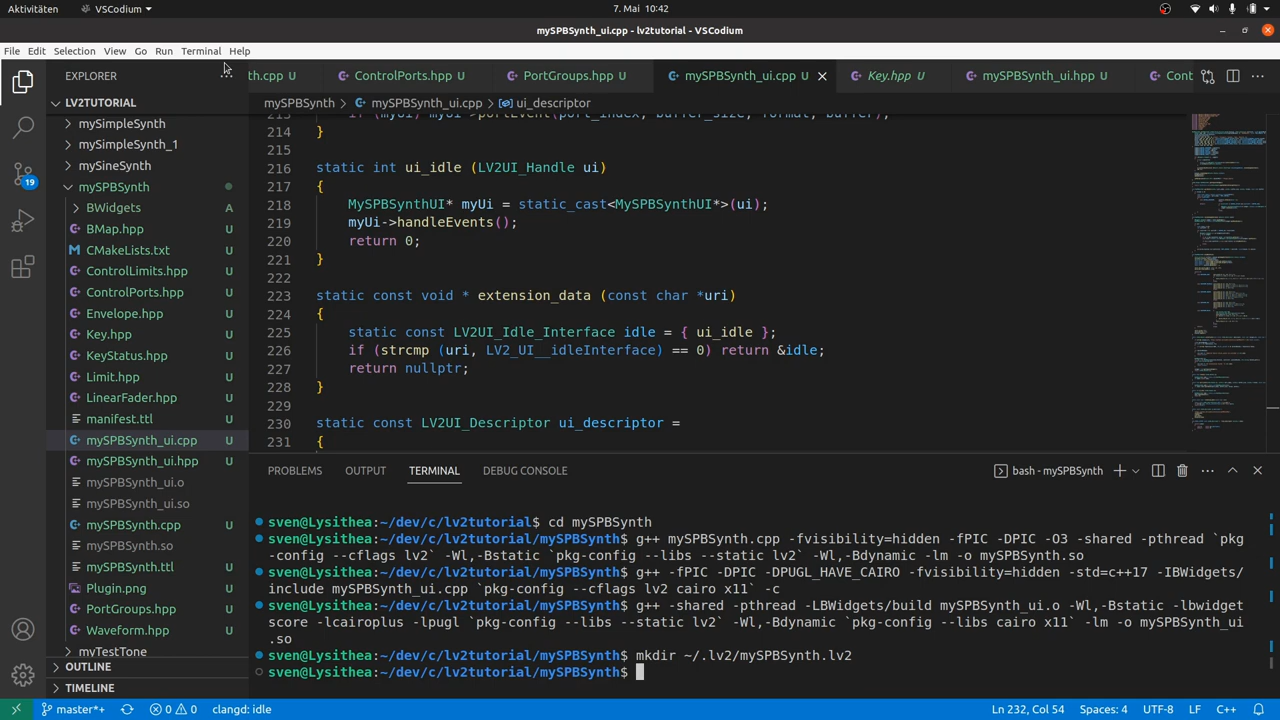 Aktivitäten VSCodium 7. Mai 10:42
mySPBSynth_ui.cpp - lv2tutorial - VSCodium
File Edit Selection View Go Run Terminal Help
EXPLORER
th.cpp U ControlPorts.hpp U PortGroups.hpp U mySPBSynth_ui.cpp U Key.hpp U mySPBSynth_ui.hpp U Cont
mySPBSynth mySPBSynth_ui.cpp ui_descriptor
LV2TUTORIAL
mySimpleSynth
mySimpleSynth_1
mySineSynth
mySPBSynth
BWidgets A
BMap.hpp U
CMakeLists.txt U
ControlLimits.hpp U
ControlPorts.hpp U
Envelope.hpp U
Key.hpp U
KeyStatus.hpp U
Limit.hpp U
LinearFader.hpp U
manifest.ttl U
mySPBSynth_ui.cpp U
mySPBSynth_ui.hpp U
mySPBSynth_ui.o
mySPBSynth_ui.so
mySPBSynth.cpp U
mySPBSynth.so
mySPBSynth.ttl U
Plugin.png U
PortGroups.hpp U
Waveform.hpp U
myTestTone
OUTLINE
TIMELINE
19
213 if (myUi) myUi->portEvent(port_index, buffer_size, format, buffer);
214 }
215
216 static int ui_idle (LV2UI_Handle ui)
217 {
218 MySPBSynthUI* myUi static_cast<MySPBSynthUI*>(ui);
219 myUi->handleEvents );
220 return 0;
221 }
222
223 static const void * extension_data (const char *uri)
224 {
225 static const LV2UI_Idle_Interface idle = { ui_idle };
226 if (strcmp (uri, LV2_UI__idleInterface) == 0) return &idle;
227 return nullptr;
228 }
229
230 static const LV2UI_Descriptor ui_descriptor =
231 {
PROBLEMS OUTPUT TERMINAL DEBUG CONSOLE bash - mySPBSynth
sven@Lysithea:~/dev/c/lv2tutorial$ cd mySPBSynth
sven@Lysithea:~/dev/c/lv2tutorial/mySPBSynth$ g++ mySPBSynth.cpp -fvisibility=hidden -fPIC -DPIC -O3 -shared -pthread `pkg
-config --cflags lv2` -Wl,-Bstatic `pkg-config --libs --static lv2` -Wl,-Bdynamic -lm -o mySPBSynth.so
sven@Lysithea:~/dev/c/lv2tutorial/mySPBSynth$ g++ -fPIC -DPIC -DPUGL_HAVE_CAIRO -fvisibility=hidden -std=c++17 -IBWidgets/
include mySPBSynth_ui.cpp `pkg-config --cflags lv2 cairo x11` -c
sven@Lysithea:~/dev/c/lv2tutorial/mySPBSynth$ g++ -shared -pthread -LBWidgets/build mySPBSynth_ui.o -Wl,-Bstatic -lbwidget
score -lcairoplus -lpugl `pkg-config --libs --static lv2` -Wl,-Bdynamic `pkg-config --libs cairo x11` -lm -o mySPBSynth_ui
.so
sven@Lysithea:~/dev/c/lv2tutorial/mySPBSynth$ mkdir ~/.lv2/mySPBSynth.lv2
sven@Lysithea:~/dev/c/lv2tutorial/mySPBSynth$
master*+ 0 0 clangd: idle Ln 232, Col 54 Spaces: 4 UTF-8 LF C++